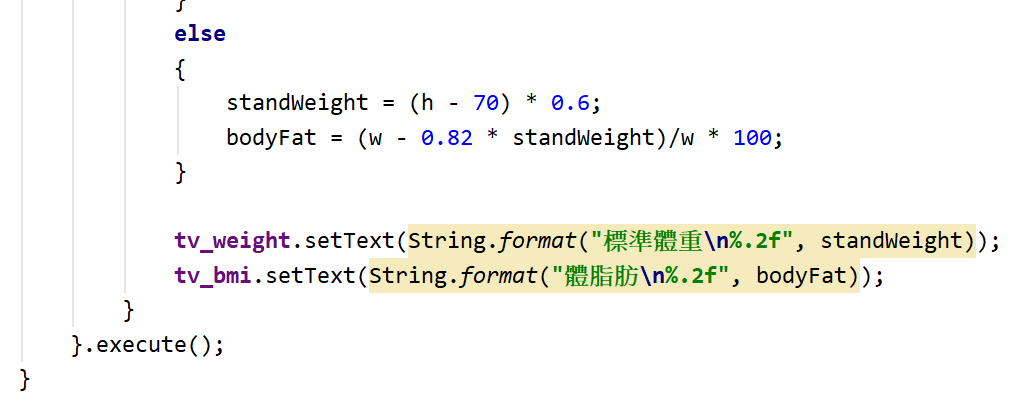 }
else
{
standWeight = (h - 70) * 0.6;
bodyFat = (w - 0.82 * standWeight)/w * 100;
}
tv_weight.setText(String.format("標準體重\n%.2f", standWeight));
tv_bmi.setText(String.format("體脂肪\n%.2f", bodyFat));
}
}.execute();
}